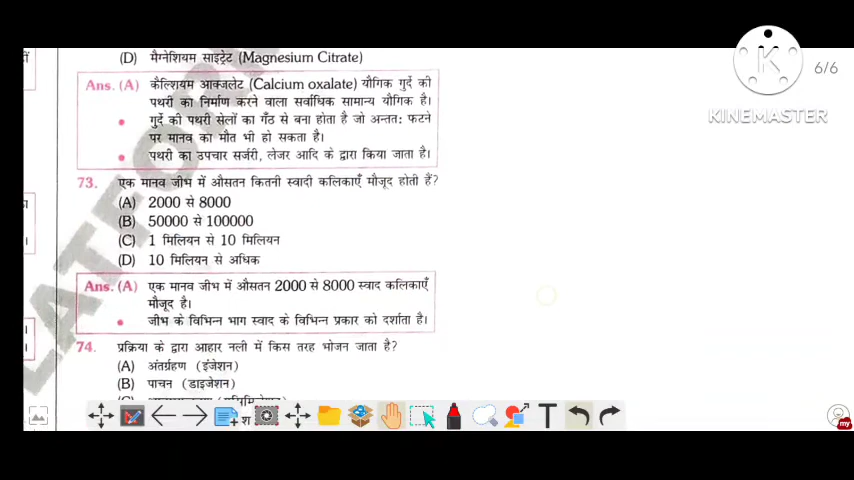 (D) मैग्नेशियम साइट्रेट (Magnesium Citrate)
6/6
KINEMASTER
Ans. (A) कैल्शियम आक्जलेट (Calcium oxalate) यौगिक गुर्दे की
पथरी का निर्माण करने वाला सर्वाधिक सामान्य यौगिक है।
• गुर्दे की पथरी सेलों का गँठ से बना होता है जो अन्तत: फटने
पर मानव का मौत भी हो सकता है।
• पथरी का उपचार सर्जरी, लेजर आदि के द्वारा किया जाता है।
73. एक मानव जीभ में औसतन कितनी स्वादी कलिकाएँ मौजूद होती हैं?
(A) 2000 से 8000
(B) 50000 से 100000
(C) 1 मिलियन से 10 मिलियन
(D) 10 मिलियन से अधिक
Ans. (A) एक मानव जीभ में औसतन 2000 से 8000 स्वाद कलिकाएँ
मौजूद है।
• जीभ के विभिन्न भाग स्वाद के विभिन्न प्रकार को दर्शाता है।
74. प्रक्रिया के द्वारा आहार नली में किस तरह भोजन जाता है?
(A) अंतर्ग्रहण (इंजेशन)
(B) पाचन (डाइजेशन)
T
my